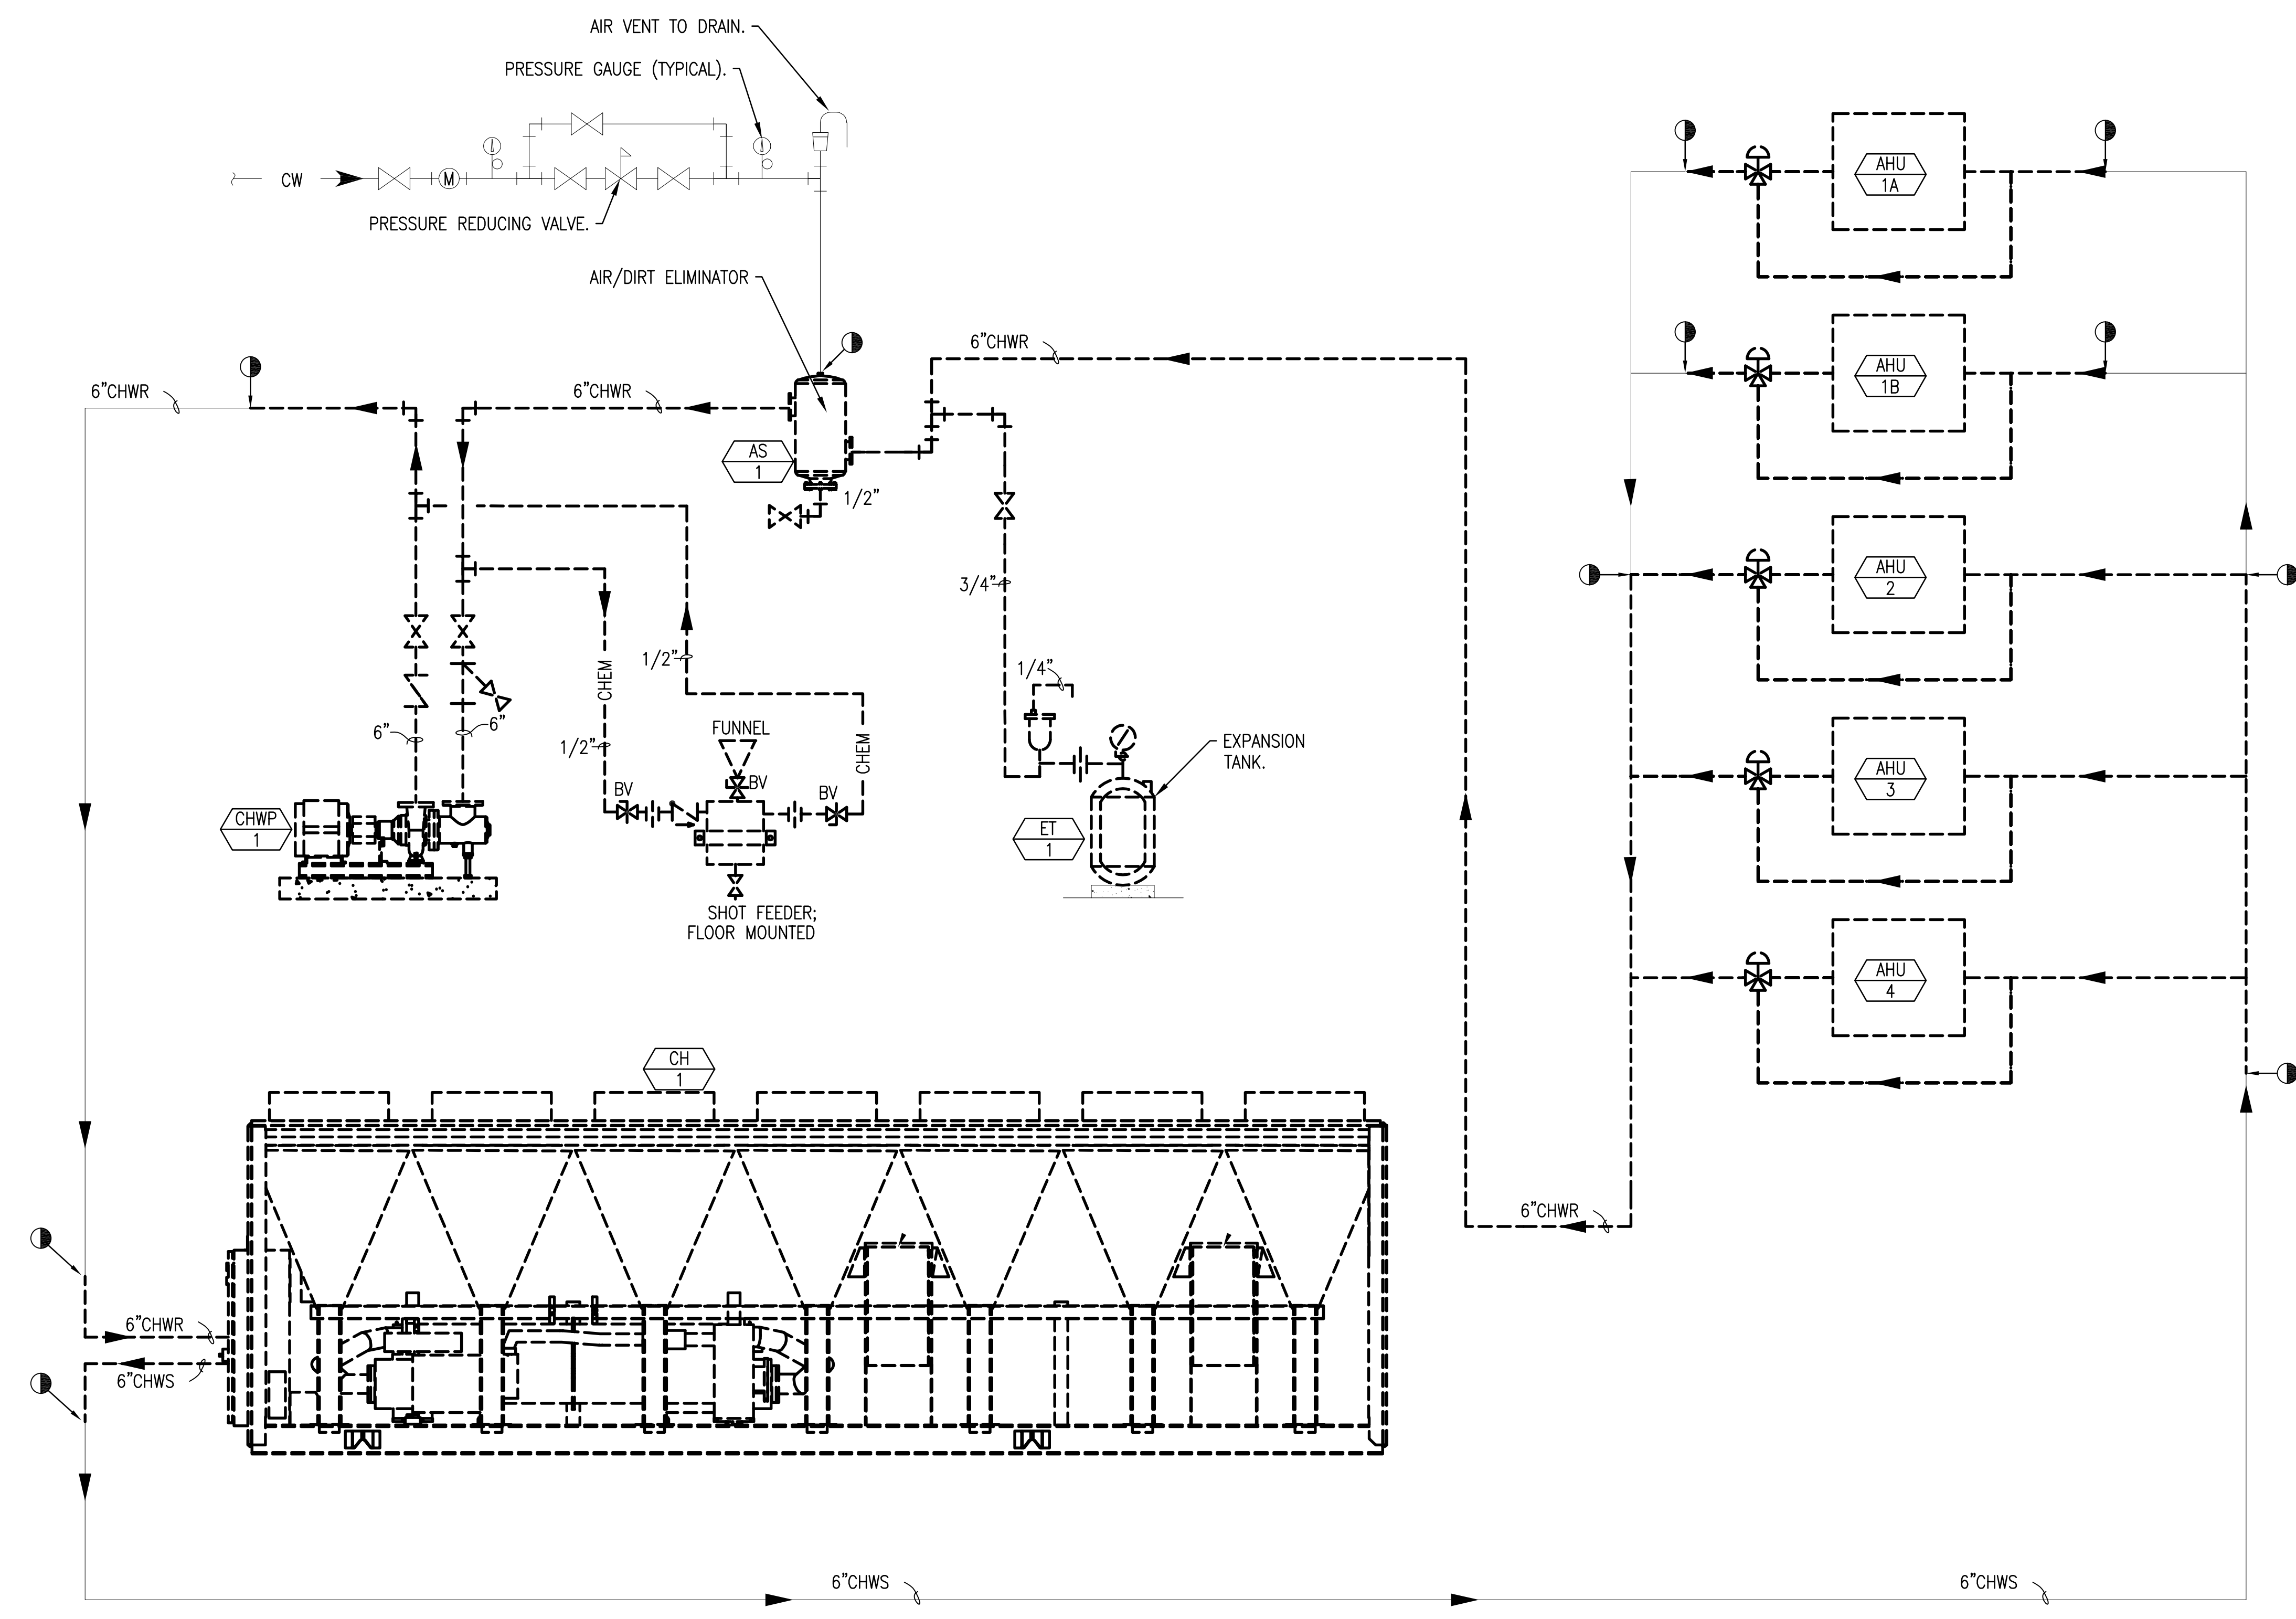 AIR VENT TO DRAIN.
PRESSURE GAUGE (TYPICAL).
CW
M
PRESSURE REDUCING VALVE.
AIR/DIRT ELIMINATOR
AHU
1A
AHU
1B
6"CHWR
6"CHWR
6"CHWR
AS
1
1/2"
AHU
2
3/4"
1/2"
CHEM
1/4"
6"
6"
FUNNEL
1/2"
CHEM
EXPANSION
TANK.
BV
BV
BV
AHU
3
CHWP
1
ET
1
SHOT FEEDER;
FLOOR MOUNTED
AHU
4
CH
1
6"CHWR
6"CHWR
6"CHWS
6"CHWS
6"CHWS